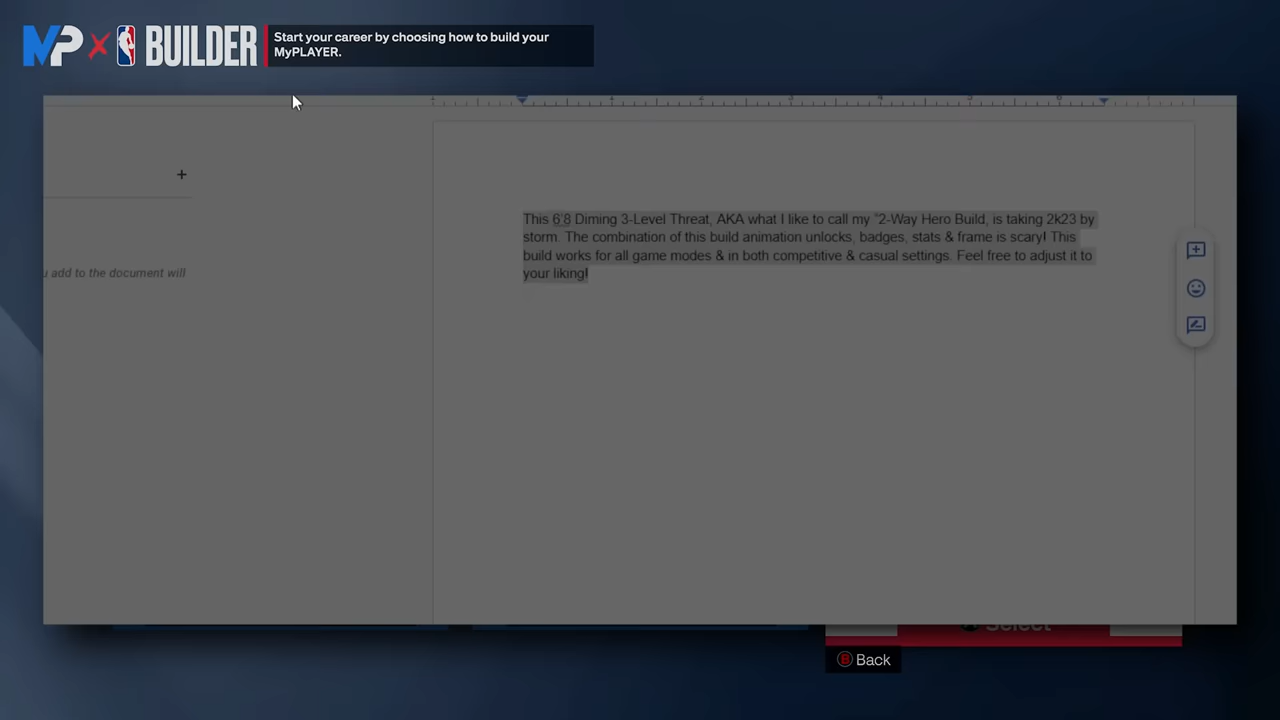 MP X BUILDER
Start your career by choosing how to build your
MyPLAYER.
This 6'8 Diming 3-Level Threat, AKA what I like to call my "2-Way Hero Build, is taking 2k23 by
storm. The combination of this build animation unlocks, badges, stats & frame is scary! This
u add to the document will
build works for all game modes & in both competitive & casual settings. Feel free to adjust it to
your liking!
Select
B Back